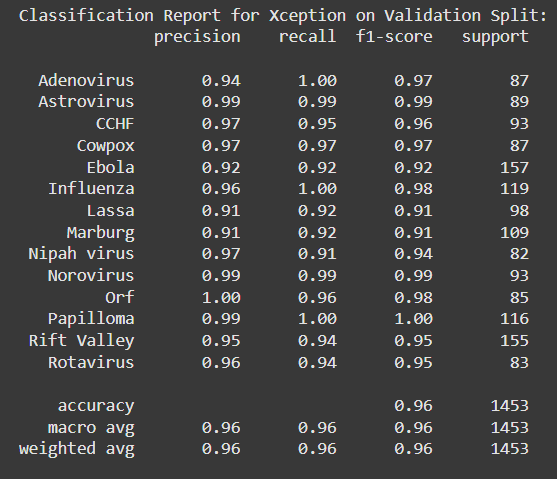 Classification Report for Xception on Validation Split:
precision recall f1-score support
Adenovirus 0.94 1.00 0.97 87
Astrovirus 0.99 0.99 0.99 89
CCHF 0.97 0.95 0.96 93
Cowpox 0.97 0.97 0.97 87
Ebola 0.92 0.92 0.92 157
Influenza 0.96 1.00 0.98 119
Lassa 0.91 0.92 0.91 98
Marburg 0.91 0.92 0.91 109
Nipah virus 0.97 0.91 0.94 82
Norovirus 0.99 0.99 0.99 93
Orf 1.00 0.96 0.98 85
Papilloma 0.99 1.00 1.00 116
Rift Valley 0.95 0.94 0.95 155
Rotavirus 0.96 0.94 0.95 83
accuracy 0.96 1453
macro avg 0.96 0.96 0.96 1453
weighted avg 0.96 0.96 0.96 1453